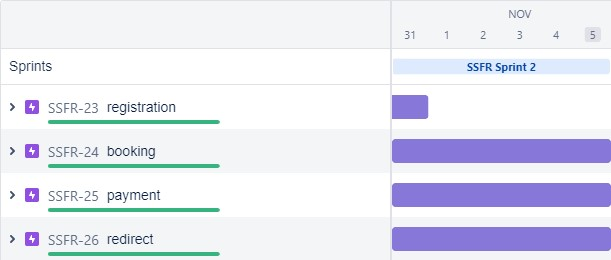 NOV
31 1 2 3 4 5
Sprints SSFR Sprint 2
SSFR-23 registration
SSFR-24 booking
SSFR-25 payment
SSFR-26 redirect